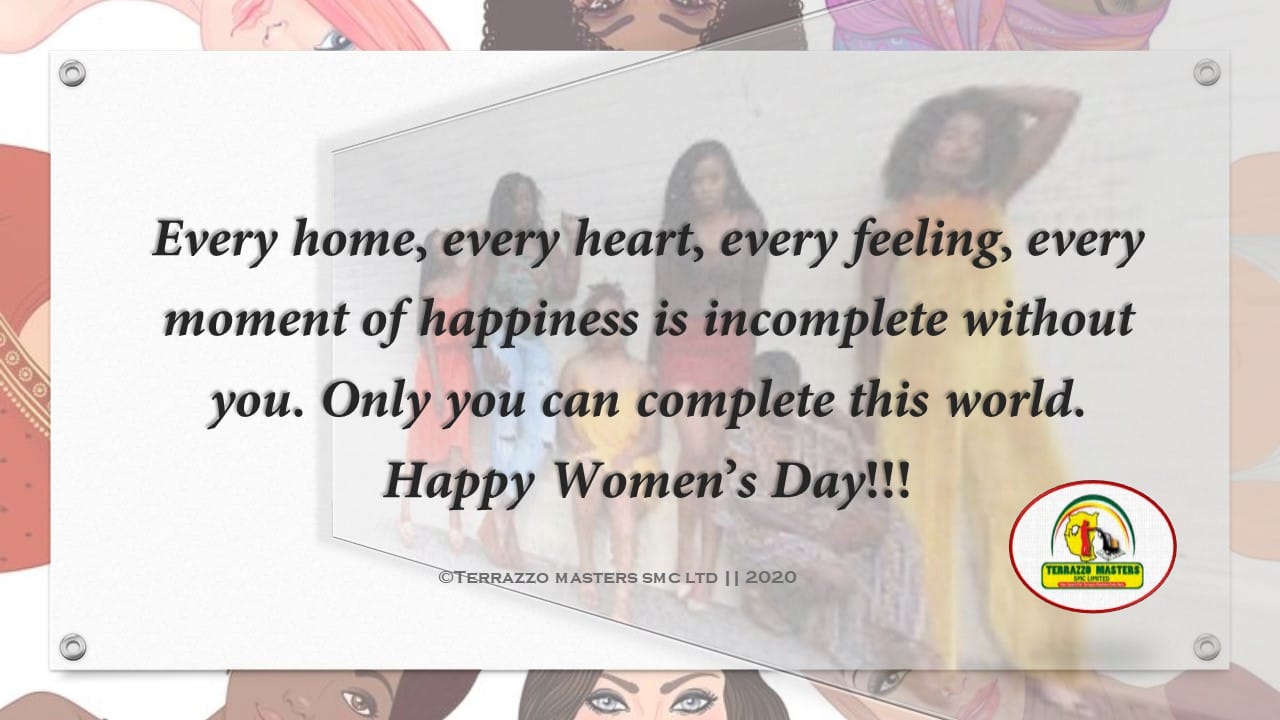 Every home, every heart, every feeling, every
moment of happiness is incomplete without
you. Only you can complete this world.
Happy Women’s Day!!!
©Terrazzo masters smc ltd || 2020
TERRAZZO MASTERS
SMC LIMITED